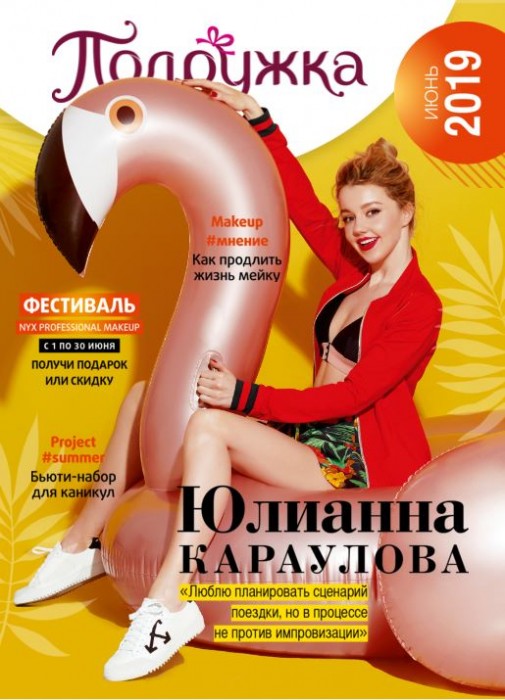 Подружка
ИЮНЬ
2019
Makeup
#мнение
Как продлить
жизнь мейку
ФЕСТИВАЛЬ
NYX PROFESSIONAL MAKEUP
С 1 ПО 30 ИЮНЯ
ПОЛУЧИ ПОДАРОК
ИЛИ СКИДКУ
Project
#summer
Бьюти-набор
для каникул
Юлианна
КАРАУЛОВА
«Люблю планировать сценарий
поездки, но в процессе
не против импровизации»